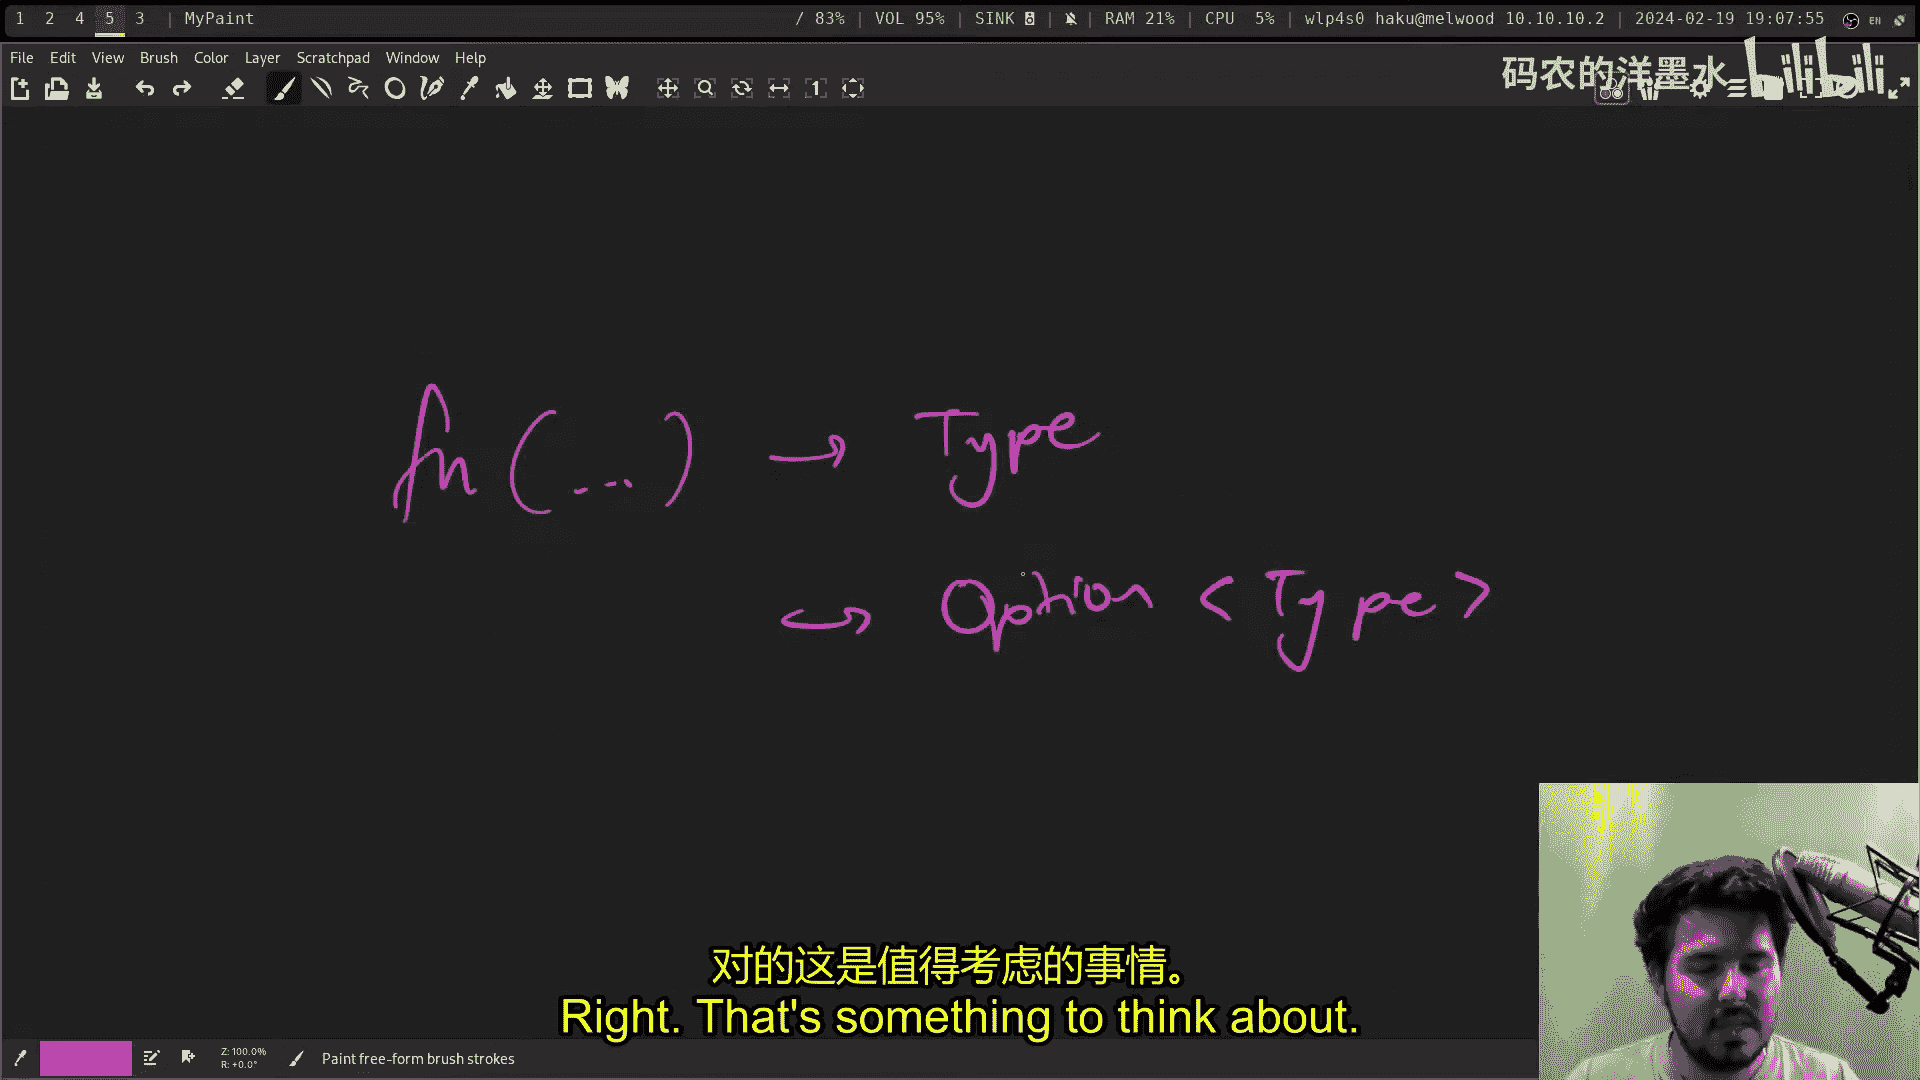 1 2 4 5 3 | MyPaint / 83% | VOL 95% | SINK | | RAM 21% | CPU 5% | wlp4s0 haku@melwood 10.10.10.2 | 2024-02-19 19:07:55 EN
File Edit View Brush Color Layer Scratchpad Window Help
码农的洋墨水 bilibili
fn (...) → Type
↪ Option < Type >
对的这是值得考虑的事情。
Right. That's something to think about.
Z: 100.0%
R: +0.0°
Paint free-form brush strokes